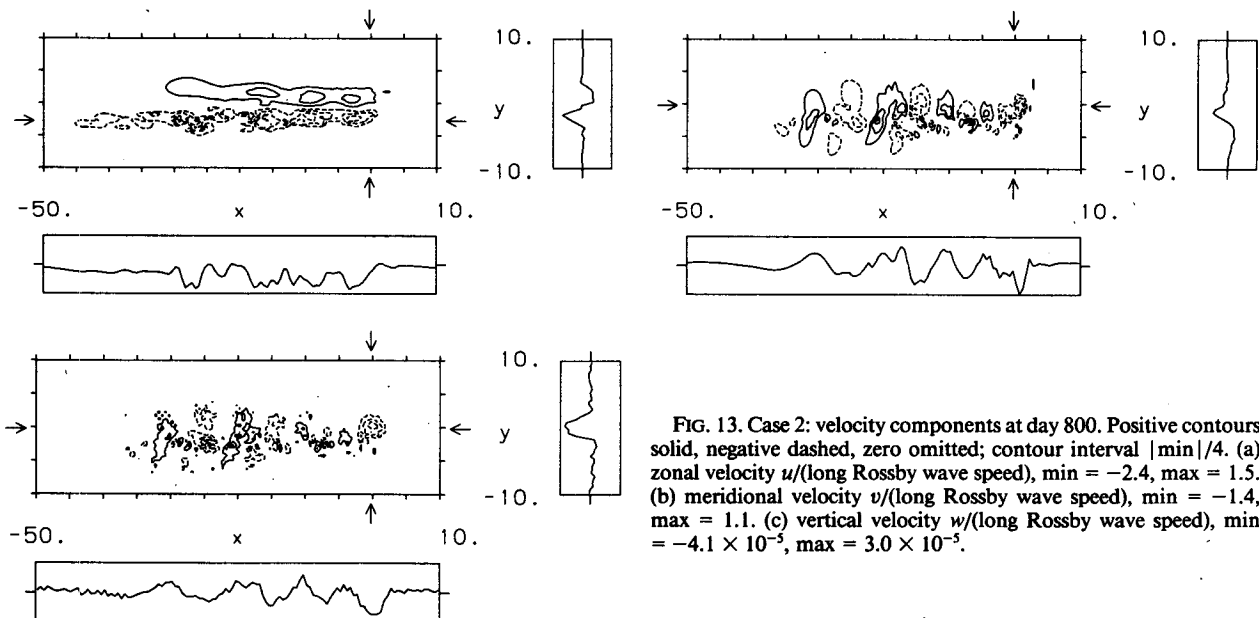 10.
y
-10.
-50.
x
10.
10.
y
-10.
-50.
x
10.
10.
y
-10.
-50.
x
10.
FIG. 13. Case 2: velocity components at day 800. Positive contours
solid, negative dashed, zero omitted; contour interval |min|/4. (a)
zonal velocity u/(long Rossby wave speed), min = −2.4, max = 1.5.
(b) meridional velocity v/(long Rossby wave speed), min = −1.4,
max = 1.1. (c) vertical velocity w/(long Rossby wave speed), min
= −4.1 × 10⁻⁵, max = 3.0 × 10⁻⁵.